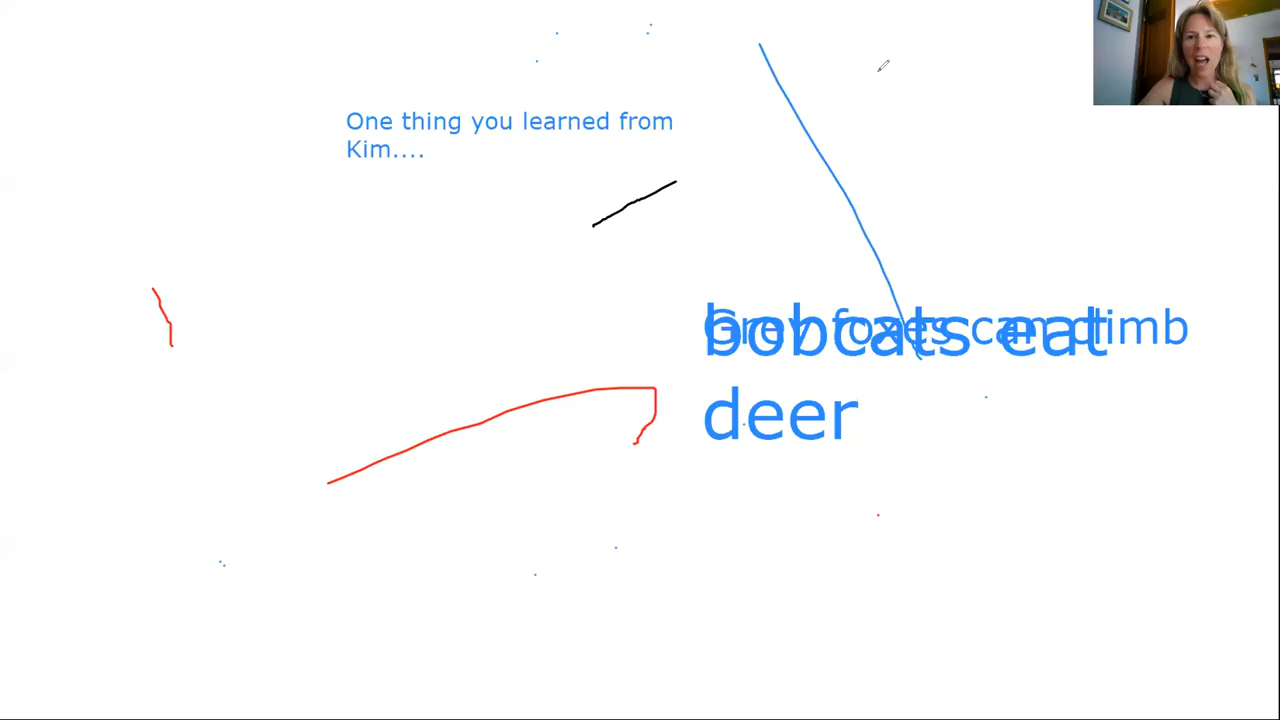 One thing you learned from
Kim....
Grey foxes can climb
bobcats eat
deer